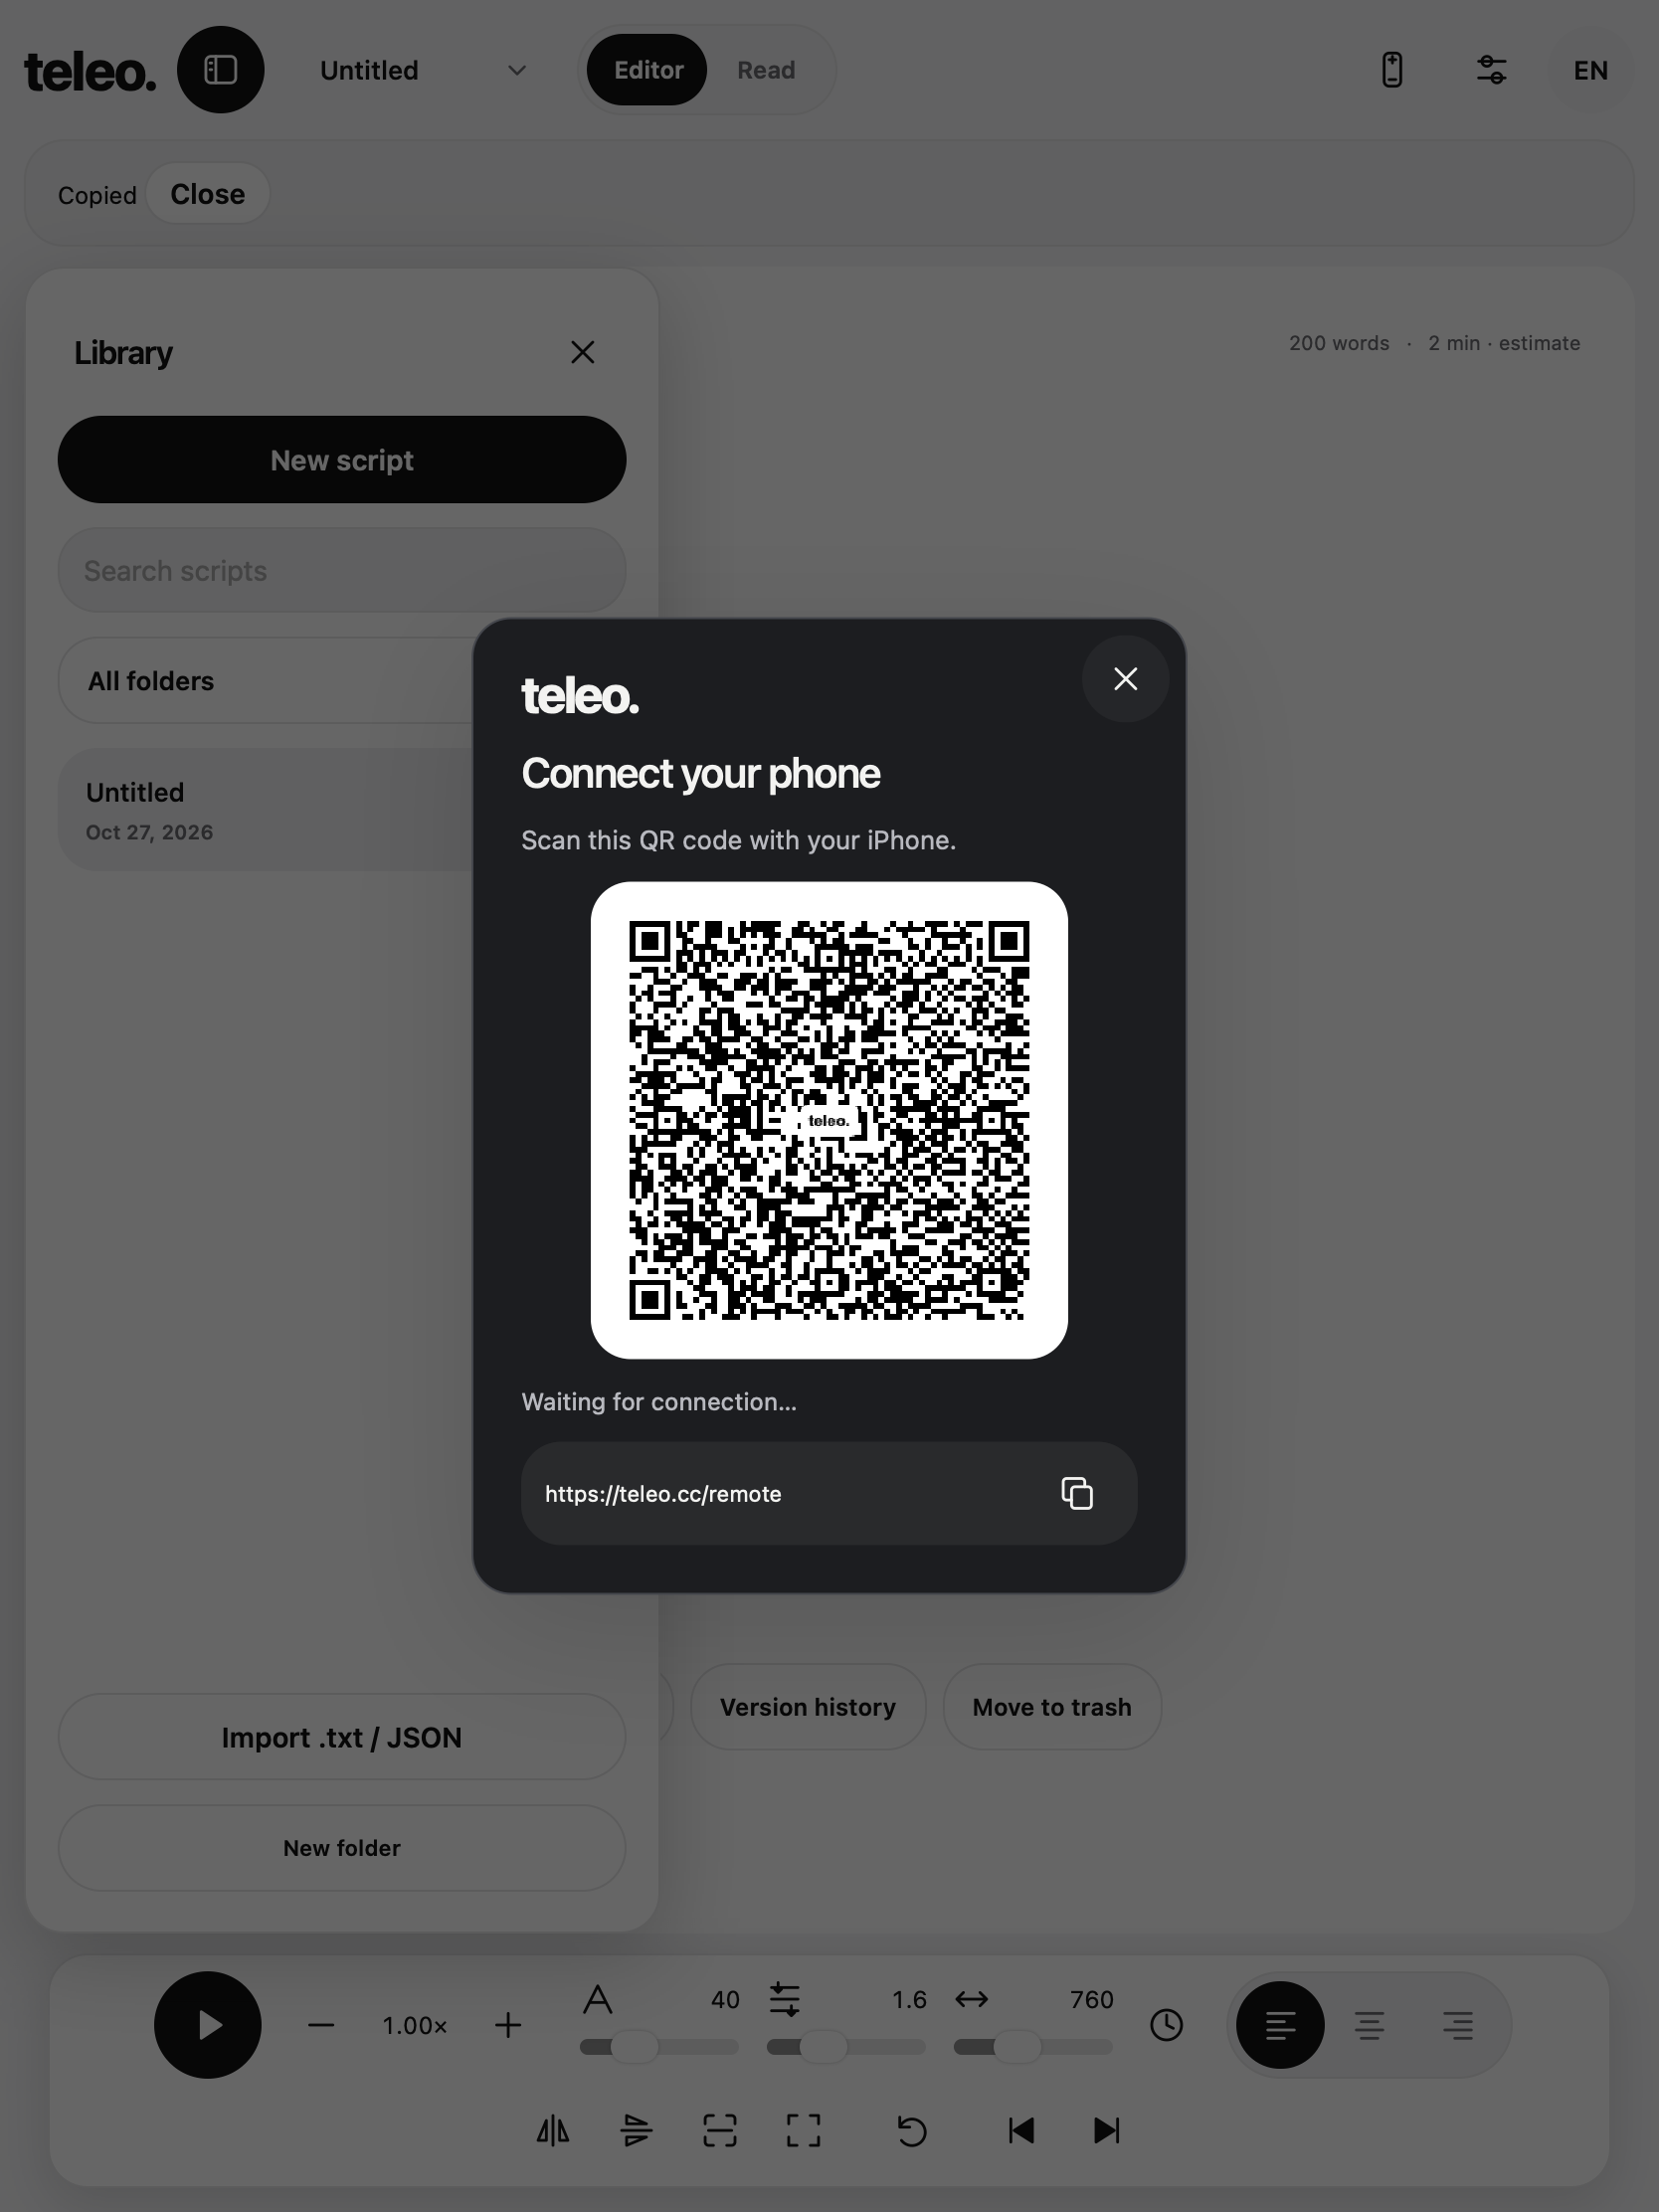 teleo.
Untitled
Editor
Read
EN
Copied
Close
Library
200 words · 2 min · estimate
New script
Search scripts
All folders
Untitled
Oct 27, 2026
teleo.
Connect your phone
Scan this QR code with your iPhone.
teleo.
Waiting for connection...
https://teleo.cc/remote
Version history
Move to trash
Import .txt / JSON
New folder
1.00×
40
1.6
760